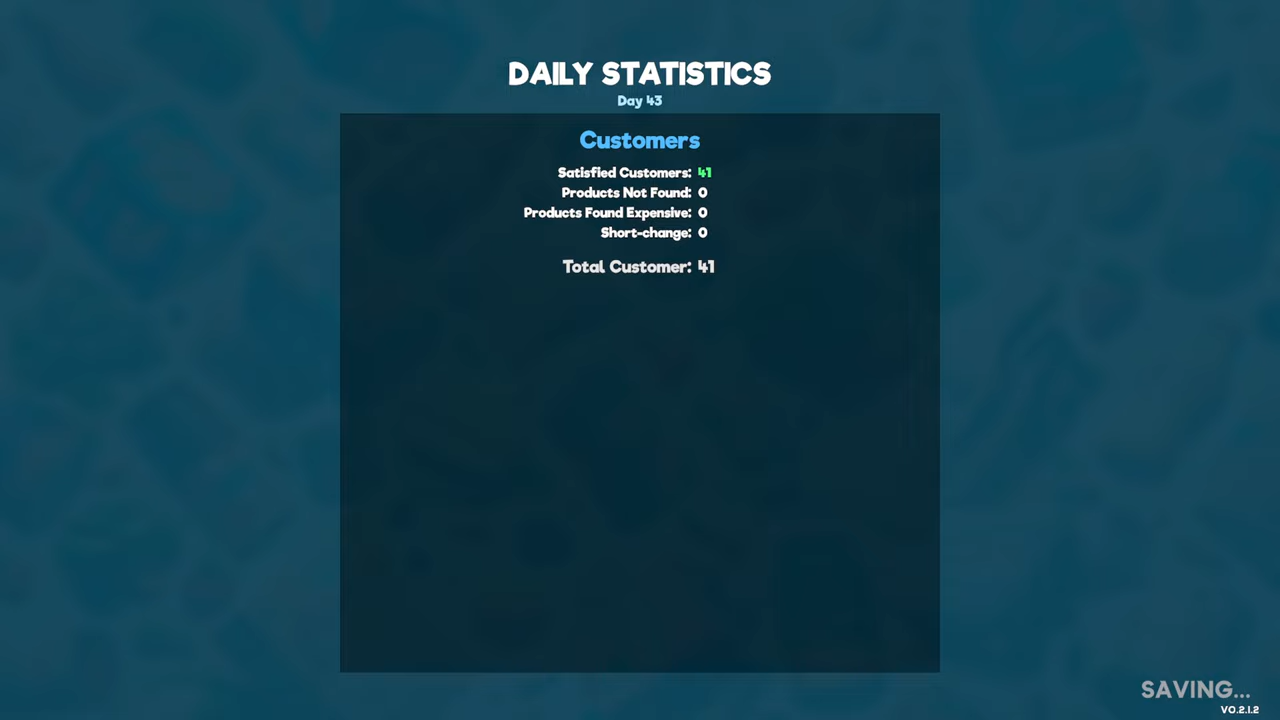 DAILY STATISTICS
Day 43
Customers
Satisfied Customers: 41
Products Not Found: 0
Products Found Expensive: 0
Short-change: 0
Total Customer: 41
SAVING...
V0.2.1.2